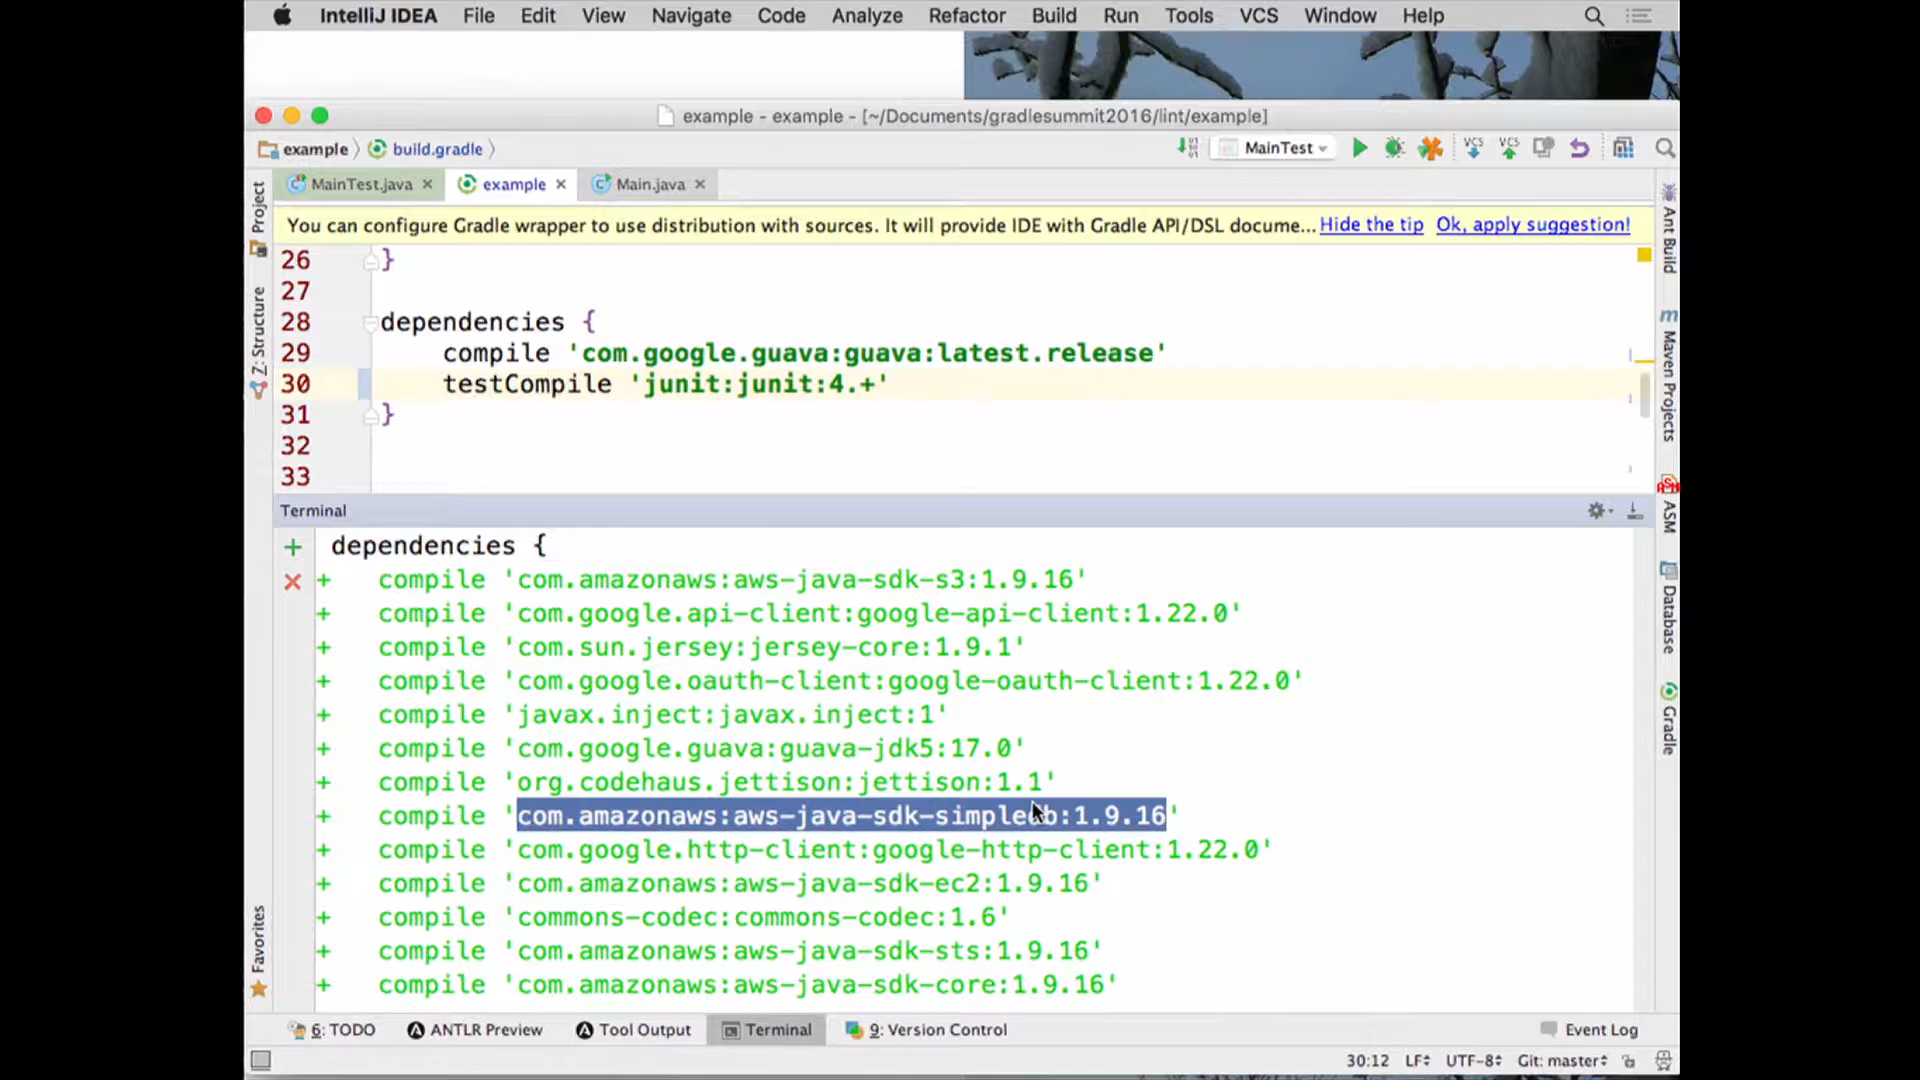 IntelliJ IDEA File Edit View Navigate Code Analyze Refactor Build Run Tools VCS Window Help
example - example - [~/Documents/gradlesummit2016/lint/example]
example build.gradle MainTest VCS VCS
MainTest.java example Main.java
You can configure Gradle wrapper to use distribution with sources. It will provide IDE with Gradle API/DSL docume... Hide the tip Ok, apply suggestion!
26 }
27
28 dependencies {
29 compile 'com.google.guava:guava:latest.release'
30 testCompile 'junit:junit:4.+'
31 }
32
33
Terminal
dependencies {
+ compile 'com.amazonaws:aws-java-sdk-s3:1.9.16'
+ compile 'com.google.api-client:google-api-client:1.22.0'
+ compile 'com.sun.jersey:jersey-core:1.9.1'
+ compile 'com.google.oauth-client:google-oauth-client:1.22.0'
+ compile 'javax.inject:javax.inject:1'
+ compile 'com.google.guava:guava-jdk5:17.0'
+ compile 'org.codehaus.jettison:jettison:1.1'
+ compile 'com.amazonaws:aws-java-sdk-simpledb:1.9.16'
+ compile 'com.google.http-client:google-http-client:1.22.0'
+ compile 'com.amazonaws:aws-java-sdk-ec2:1.9.16'
+ compile 'commons-codec:commons-codec:1.6'
+ compile 'com.amazonaws:aws-java-sdk-sts:1.9.16'
+ compile 'com.amazonaws:aws-java-sdk-core:1.9.16'
6: TODO ANTLR Preview Tool Output Terminal 9: Version Control Event Log
30:12 LF UTF-8 Git: master
Project
Z: Structure
Favorites
Ant Build
Maven Projects
ASM
Database
Gradle